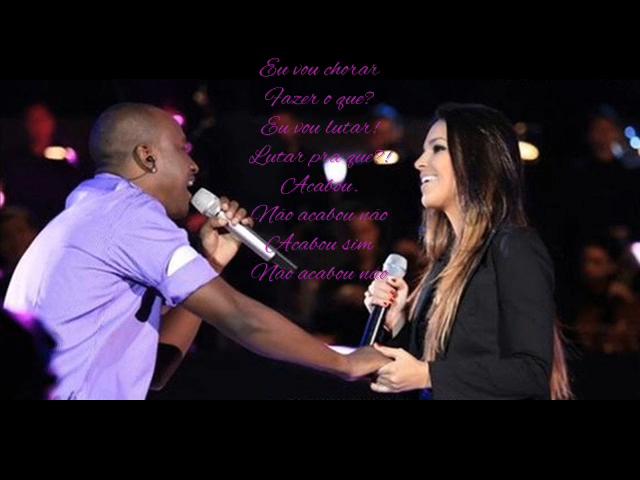 Eu vou chorar
Fazer o que?
Eu vou lutar!
Lutar pra que?!
Acabou.
Não acabou não
Acabou sim
Não acabou não